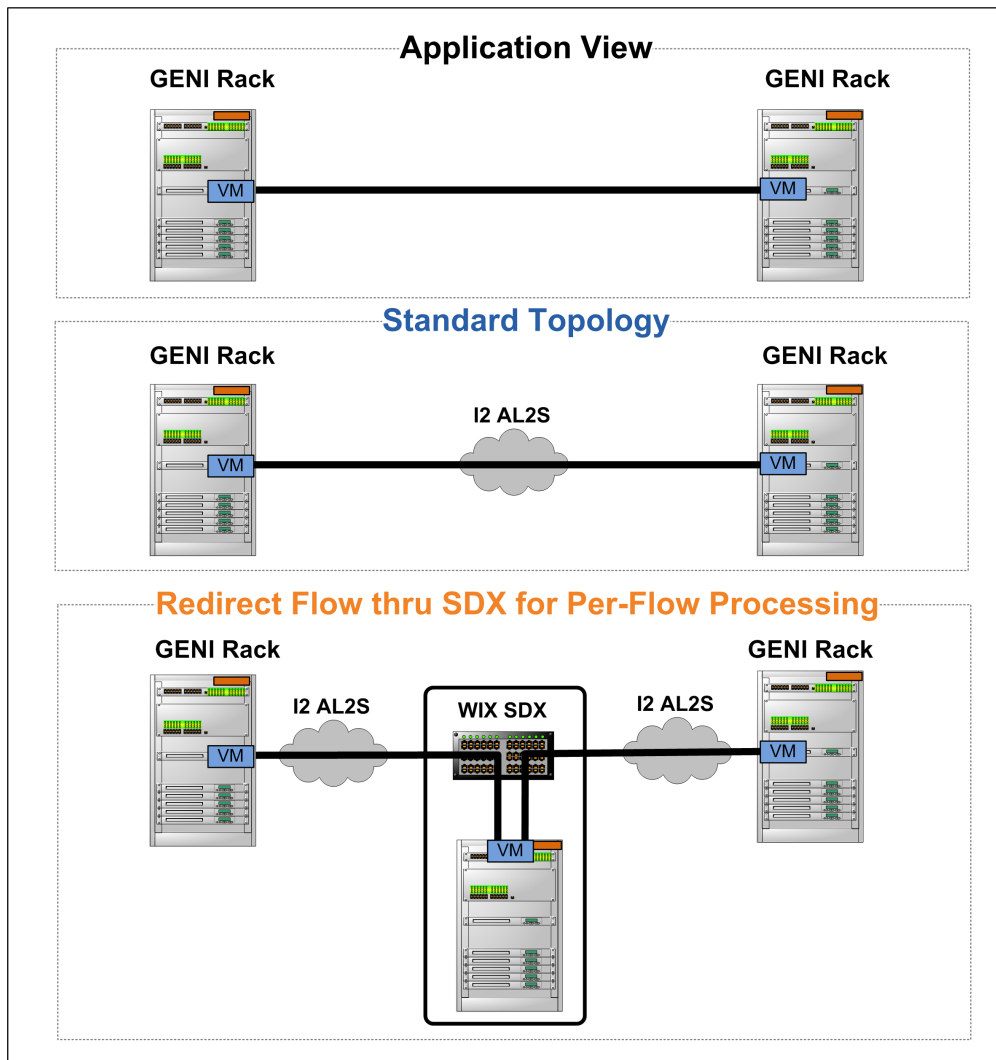 Application View
GENI Rack
GENI Rack
VM
VM
Standard Topology
GENI Rack
GENI Rack
I2 AL2S
VM
VM
Redirect Flow thru SDX for Per-Flow Processing
GENI Rack
GENI Rack
I2 AL2S
WIX SDX
I2 AL2S
VM
VM
VM